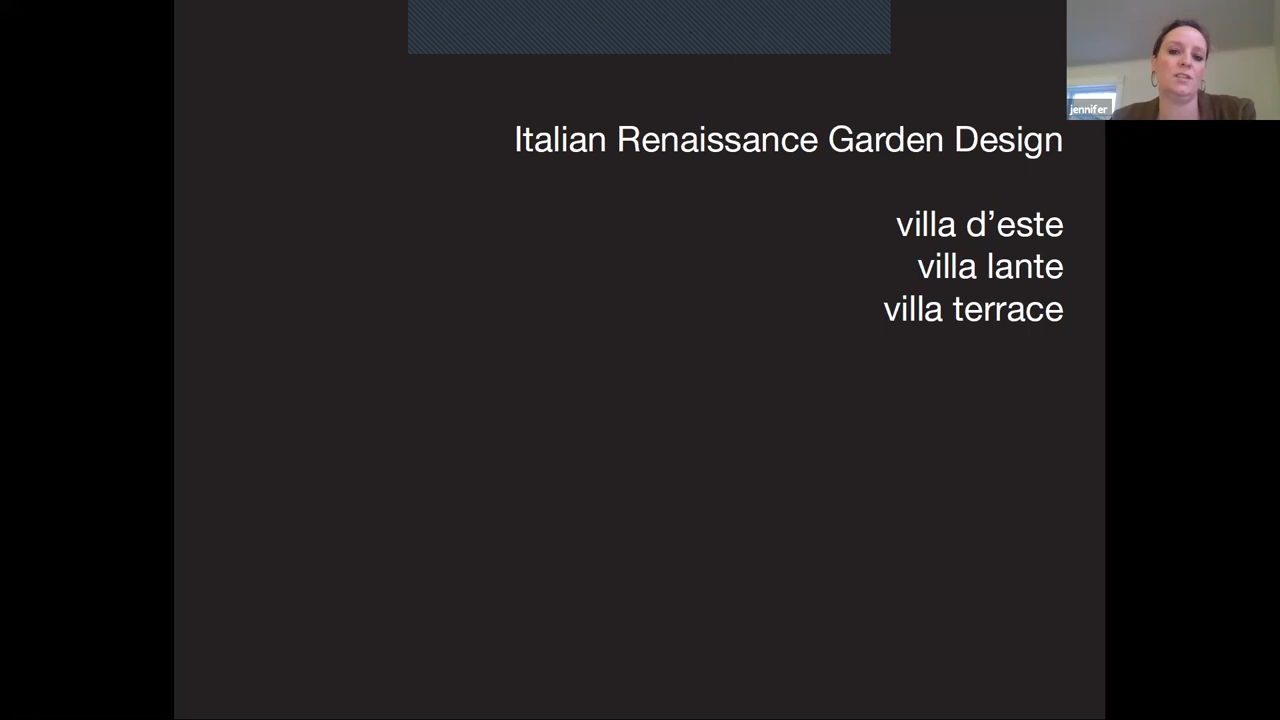 Italian Renaissance Garden Design
villa d’este
villa lante
villa terrace
jennifer